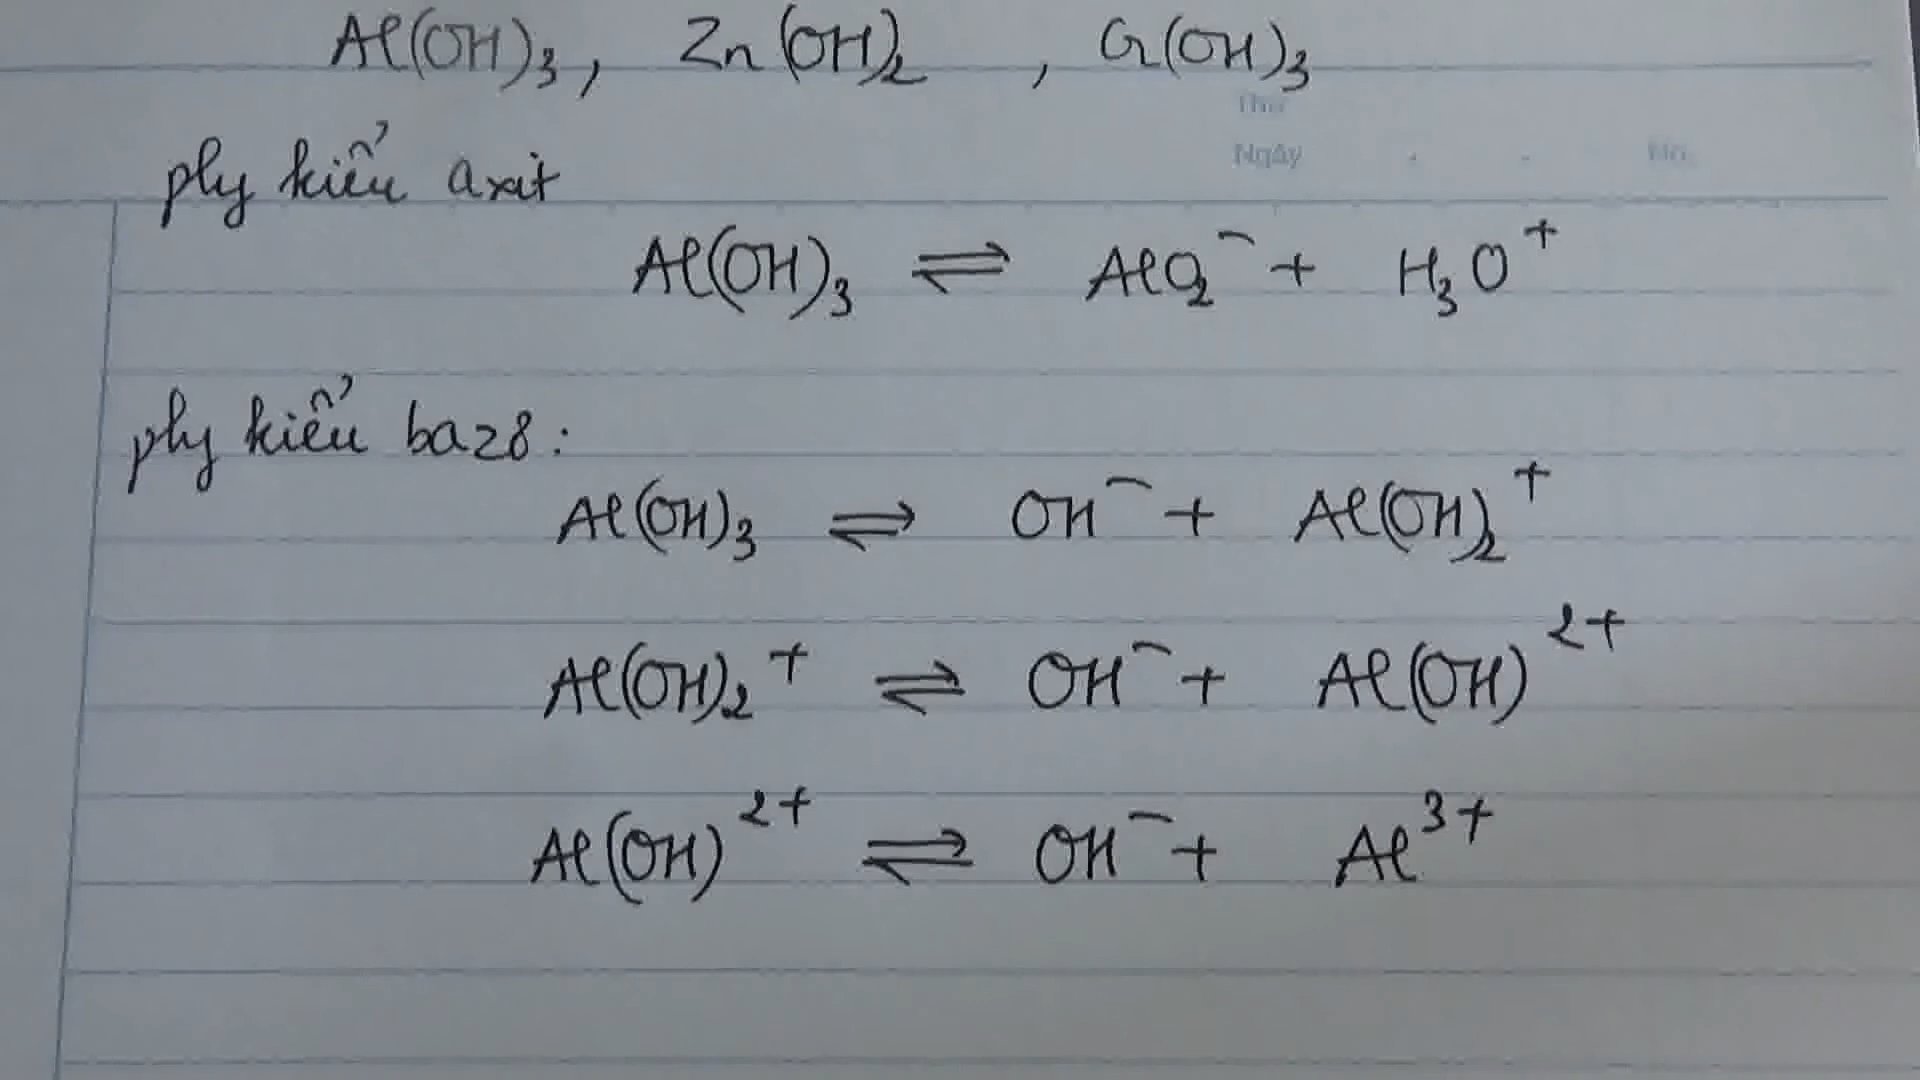 Al(OH)₃, Zn(OH)₂ , Cr(OH)₃
Thứ
Ngày . . No.
ply kiểu axit
Al(OH)₃ ⇌ AlO₂⁻ + H₃O⁺
ply kiểu bazơ:
Al(OH)₃ ⇌ OH⁻ + Al(OH)₂⁺
Al(OH)₂⁺ ⇌ OH⁻ + Al(OH)²⁺
Al(OH)²⁺ ⇌ OH⁻ + Al³⁺